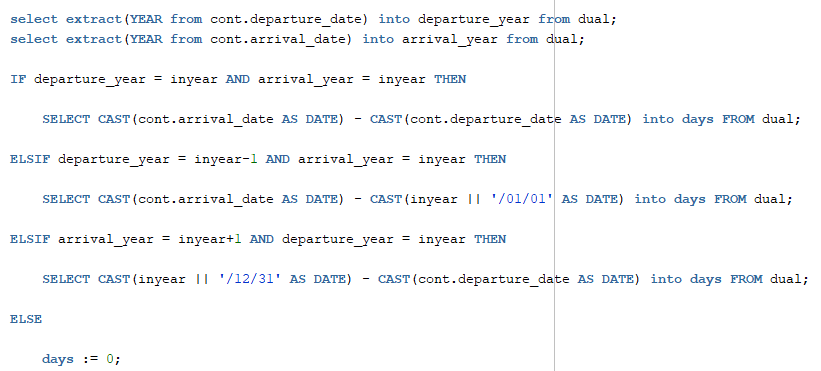 select extract(YEAR from cont.departure_date) into departure_year from dual;
select extract(YEAR from cont.arrival_date) into arrival_year from dual;
IF departure_year = inyear AND arrival_year = inyear THEN
SELECT CAST(cont.arrival_date AS DATE) - CAST(cont.departure_date AS DATE) into days FROM dual;
ELSIF departure_year = inyear-1 AND arrival_year = inyear THEN
SELECT CAST(cont.arrival_date AS DATE) - CAST(inyear || '/01/01' AS DATE) into days FROM dual;
ELSIF arrival_year = inyear+1 AND departure_year = inyear THEN
SELECT CAST(inyear || '/12/31' AS DATE) - CAST(cont.departure_date AS DATE) into days FROM dual;
ELSE
days := 0;